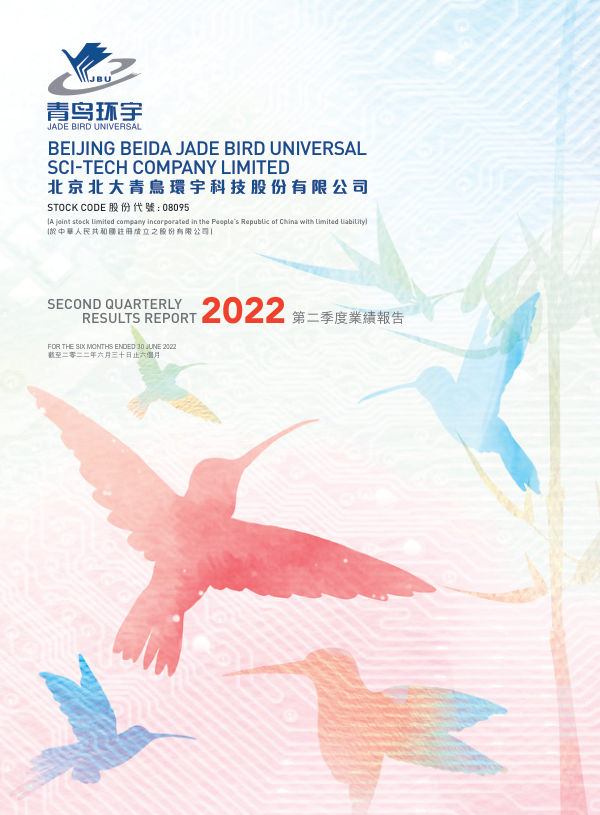 JBU
青鸟环宇
JADE BIRD UNIVERSAL
BEIJING BEIDA JADE BIRD UNIVERSAL
SCI-TECH COMPANY LIMITED
北京北大青鳥環宇科技股份有限公司
STOCK CODE 股份代號 : 08095
(A joint stock limited company incorporated in the People's Republic of China with limited liability)
(於中華人民共和國註冊成立之股份有限公司)
SECOND QUARTERLY
RESULTS REPORT 2022 第二季度業績報告
FOR THE SIX MONTHS ENDED 30 JUNE 2022
截至二零二二年六月三十日止六個月